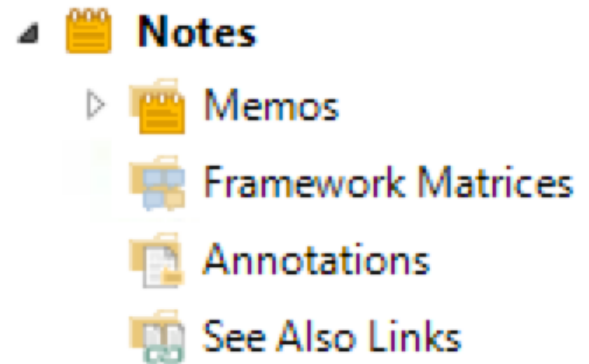 Notes
Memos
Framework Matrices
Annotations
See Also Links